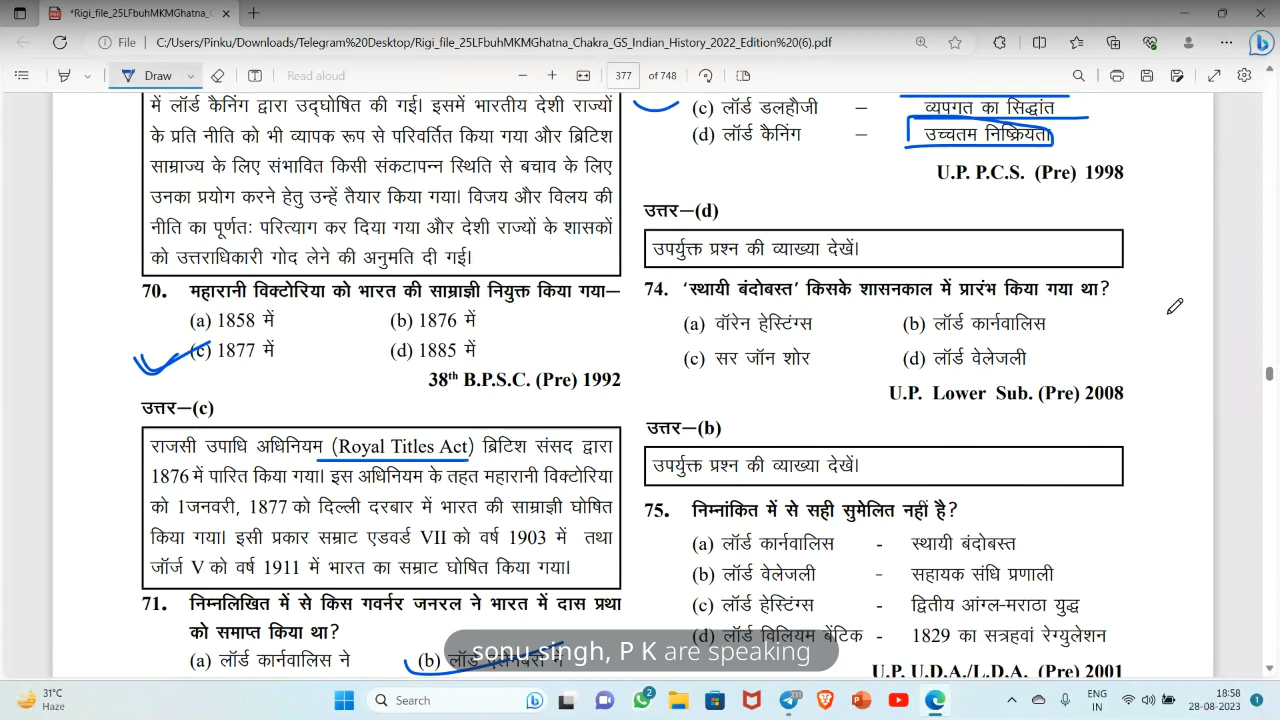 *Rigi_file_25LFbuhMKMGhatna_C
File
C:/Users/Pinku/Downloads/Telegram%20Desktop/Rigi_file_25LFbuhMKMGhatna_Chakra_GS_Indian_History_2022_Edition%20(6).pdf
Draw
Read aloud
377 of 748
में लॉर्ड कैनिंग द्वारा उद्घोषित की गई। इसमें भारतीय देशी राज्यों
के प्रति नीति को भी व्यापक रूप से परिवर्तित किया गया और ब्रिटिश
साम्राज्य के लिए संभावित किसी संकटापन्न स्थिति से बचाव के लिए
उनका प्रयोग करने हेतु उन्हें तैयार किया गया। विजय और विलय की
नीति का पूर्णतः परित्याग कर दिया गया और देशी राज्यों के शासकों
को उत्तराधिकारी गोद लेने की अनुमति दी गई।
70. महारानी विक्टोरिया को भारत की साम्राज्ञी नियुक्त किया गया–
(a) 1858 में (b) 1876 में
(c) 1877 में (d) 1885 में
38th B.P.S.C. (Pre) 1992
उत्तर–(c)
राजसी उपाधि अधिनियम (Royal Titles Act) ब्रिटिश संसद द्वारा
1876 में पारित किया गया। इस अधिनियम के तहत महारानी विक्टोरिया
को 1जनवरी, 1877 को दिल्ली दरबार में भारत की साम्राज्ञी घोषित
किया गया। इसी प्रकार सम्राट एडवर्ड VII को वर्ष 1903 में तथा
जॉर्ज V को वर्ष 1911 में भारत का सम्राट घोषित किया गया।
71. निम्नलिखित में से किस गवर्नर जनरल ने भारत में दास प्रथा
को समाप्त किया था?
(a) लॉर्ड कार्नवालिस ने (b) लॉर्ड एलेनबरो ने
(c) लॉर्ड डलहौजी – व्यपगत का सिद्धांत
(d) लॉर्ड कैनिंग – उच्चतम निष्क्रियता
U.P. P.C.S. (Pre) 1998
उत्तर–(d)
उपर्युक्त प्रश्न की व्याख्या देखें।
74. 'स्थायी बंदोबस्त' किसके शासनकाल में प्रारंभ किया गया था?
(a) वॉरेन हेस्टिंग्स (b) लॉर्ड कार्नवालिस
(c) सर जॉन शोर (d) लॉर्ड वेलेजली
U.P. Lower Sub. (Pre) 2008
उत्तर–(b)
उपर्युक्त प्रश्न की व्याख्या देखें।
75. निम्नांकित में से सही सुमेलित नहीं है?
(a) लॉर्ड कार्नवालिस - स्थायी बंदोबस्त
(b) लॉर्ड वेलेजली - सहायक संधि प्रणाली
(c) लॉर्ड हेस्टिंग्स - द्वितीय आंग्ल-मराठा युद्ध
(d) लॉर्ड विलियम बेंटिक - 1829 का सत्रहवां रेग्युलेशन
U.P. U.D.A./L.D.A. (Pre) 2001
sonu singh, P K are speaking
31°C
Haze
Search
2
231
ENG
IN
18:58
28-08-2023
1